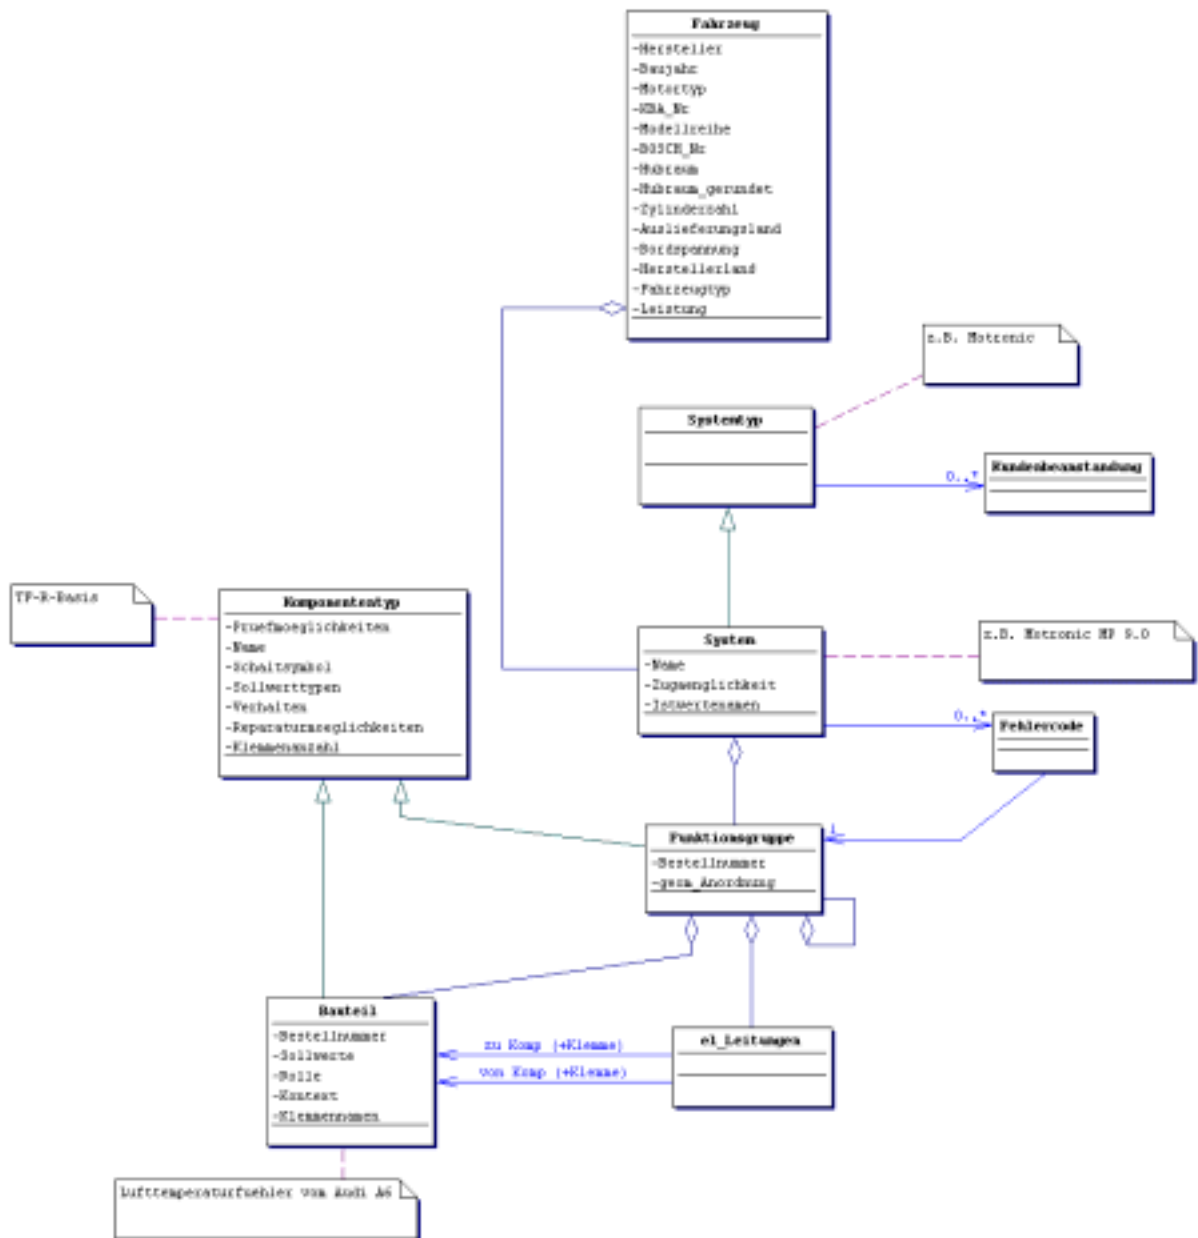 Fahrzeug
-Hersteller
-Baujahr
-Motortyp
-KBA_Nr
-Modellreihe
-BOSCH_Nr
-Hubraum
-Hubraum_gerundet
-Zylinderzahl
-Auslieferungsland
-Bordspannung
-Herstellerland
-Fahrzeugtyp
-Leistung
z.B. Motronic
Systemtyp
Kundenbeanstandung
0..*
TP-R-Basis
Komponententyp
-Pruefmoeglichkeiten
-Name
-Schaltsymbol
-Sollwerttypen
-Verhalten
-Reparaturmoeglichkeiten
-Klemmenanzahl
System
-Name
-Zugaenglichkeit
-Istwertenamen
z.B. Motronic MP 9.0
0..*
Fehlercode
Funktionsgruppe
-Bestellnummer
-geom_Anordnung
1
Bauteil
-Bestellnummer
-Sollwerte
-Rolle
-Kontext
-Klemmennamen
zu Komp (+Klemme)
von Komp (+Klemme)
el_Leitungen
Lufttemperaturfuehler vom Audi A6